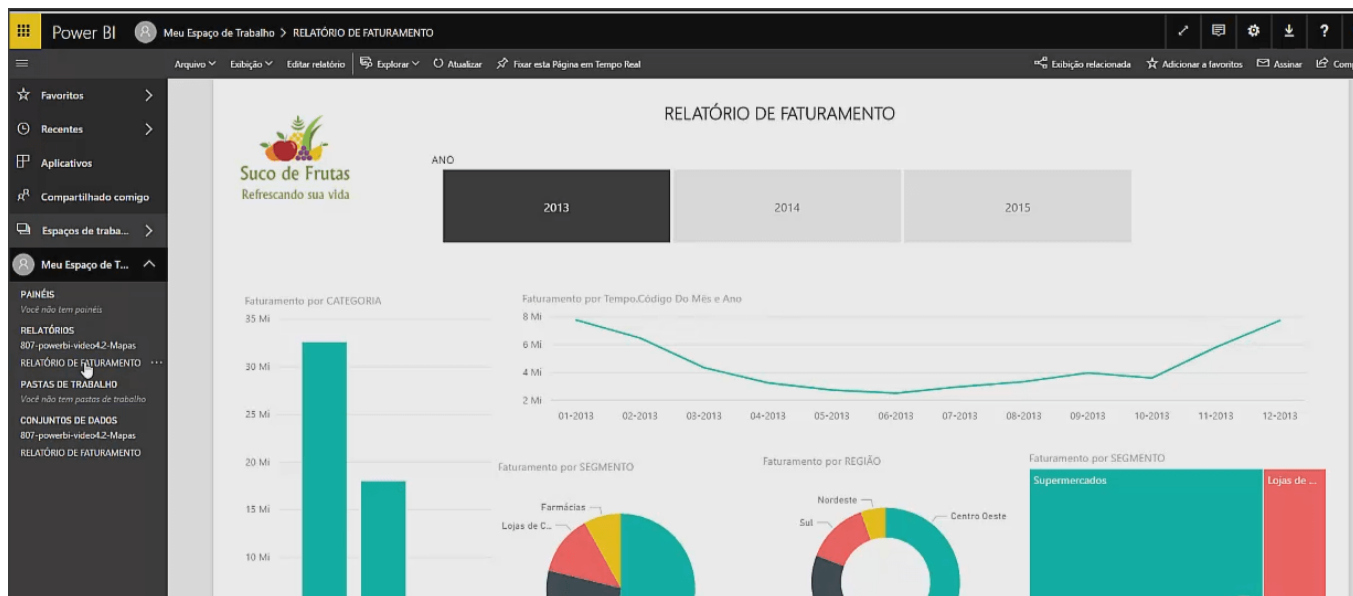 Power BI Meu Espaço de Trabalho > RELATÓRIO DE FATURAMENTO ?
Arquivo Exibição Editar relatório Explorar Atualizar Fixar esta Página em Tempo Real Exibição relacionada Adicionar a favoritos Assinar Com
Favoritos
Recentes
Aplicativos
Compartilhado comigo
Espaços de traba...
Meu Espaço de T...
PAINÉIS
Você não tem painéis
RELATÓRIOS
807-powerbi-video4.2-Mapas
RELATÓRIO DE FATURAMENTO ...
PASTAS DE TRABALHO
Você não tem pastas de trabalho
CONJUNTOS DE DADOS
807-powerbi-video4.2-Mapas
RELATÓRIO DE FATURAMENTO
Suco de Frutas
Refrescando sua vida
RELATÓRIO DE FATURAMENTO
ANO
2013 2014 2015
Faturamento por CATEGORIA
35 Mi
30 Mi
25 Mi
20 Mi
15 Mi
10 Mi
Faturamento por Tempo.Código Do Mês e Ano
8 Mi
6 Mi
4 Mi
2 Mi
01-2013 02-2013 03-2013 04-2013 05-2013 06-2013 07-2013 08-2013 09-2013 10-2013 11-2013 12-2013
Faturamento por SEGMENTO
Farmácias
Lojas de C...
Faturamento por REGIÃO
Nordeste
Sul
Centro Oeste
Faturamento por SEGMENTO
Supermercados
Lojas de ...